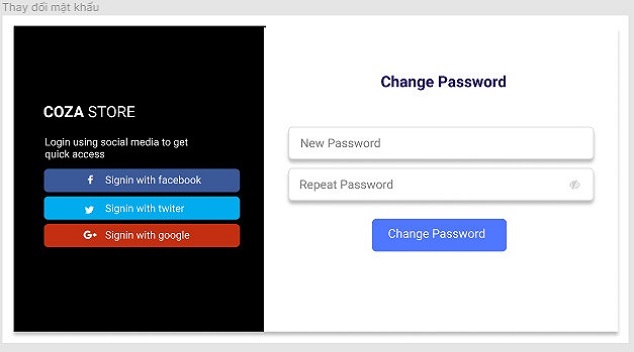 Thay đổi mật khẩu
COZA STORE
Login using social media to get
quick access
Signin with facebook
Signin with twiter
G+ Signin with google
Change Password
New Password
Repeat Password
Change Password